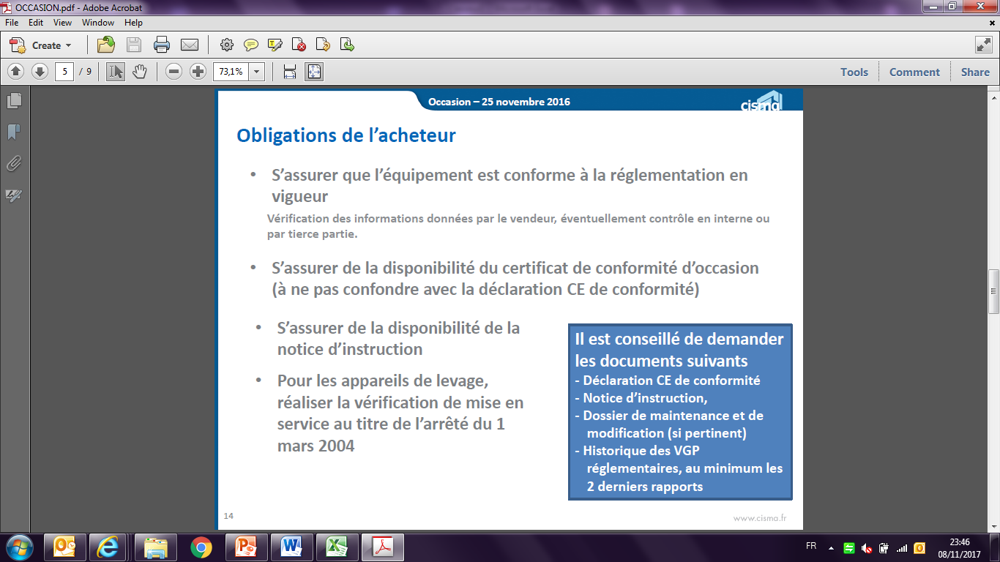 OCCASION.pdf - Adobe Acrobat
File Edit View Window Help
Create
5 / 9
73,1%
Tools Comment Share
Occasion – 25 novembre 2016
cisma
Obligations de l’acheteur
• S’assurer que l’équipement est conforme à la réglementation en
vigueur
Vérification des informations données par le vendeur, éventuellement contrôle en interne ou
par tierce partie.
• S’assurer de la disponibilité du certificat de conformité d’occasion
(à ne pas confondre avec la déclaration CE de conformité)
• S’assurer de la disponibilité de la
notice d’instruction
• Pour les appareils de levage,
réaliser la vérification de mise en
service au titre de l’arrêté du 1
mars 2004
Il est conseillé de demander
les documents suivants
- Déclaration CE de conformité
- Notice d’instruction,
- Dossier de maintenance et de
modification (si pertinent)
- Historique des VGP
réglementaires, au minimum les
2 derniers rapports
14
www.cisma.fr
FR
23:46
08/11/2017